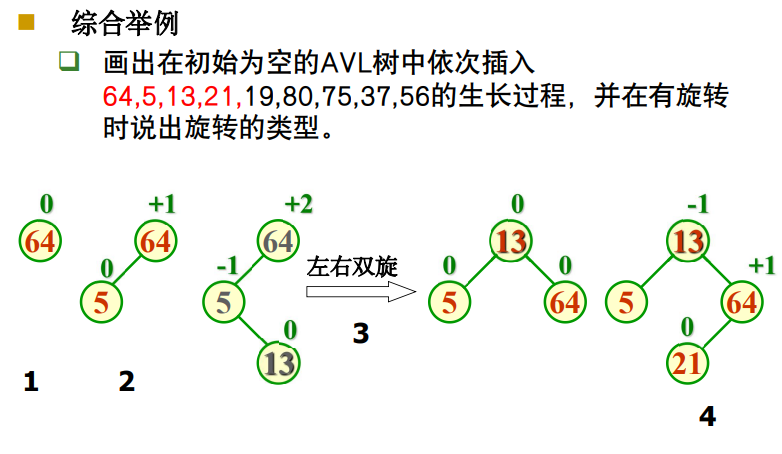 综合举例
画出在初始为空的AVL树中依次插入
64,5,13,21,19,80,75,37,56的生长过程，并在有旋转
时说出旋转的类型。
0 +1 +2 0 -1
64 64 64 13 13
0 -1 左右双旋 0 0 +1
5 5 5 64 5 64
0 3 0
13 21
1 2 4